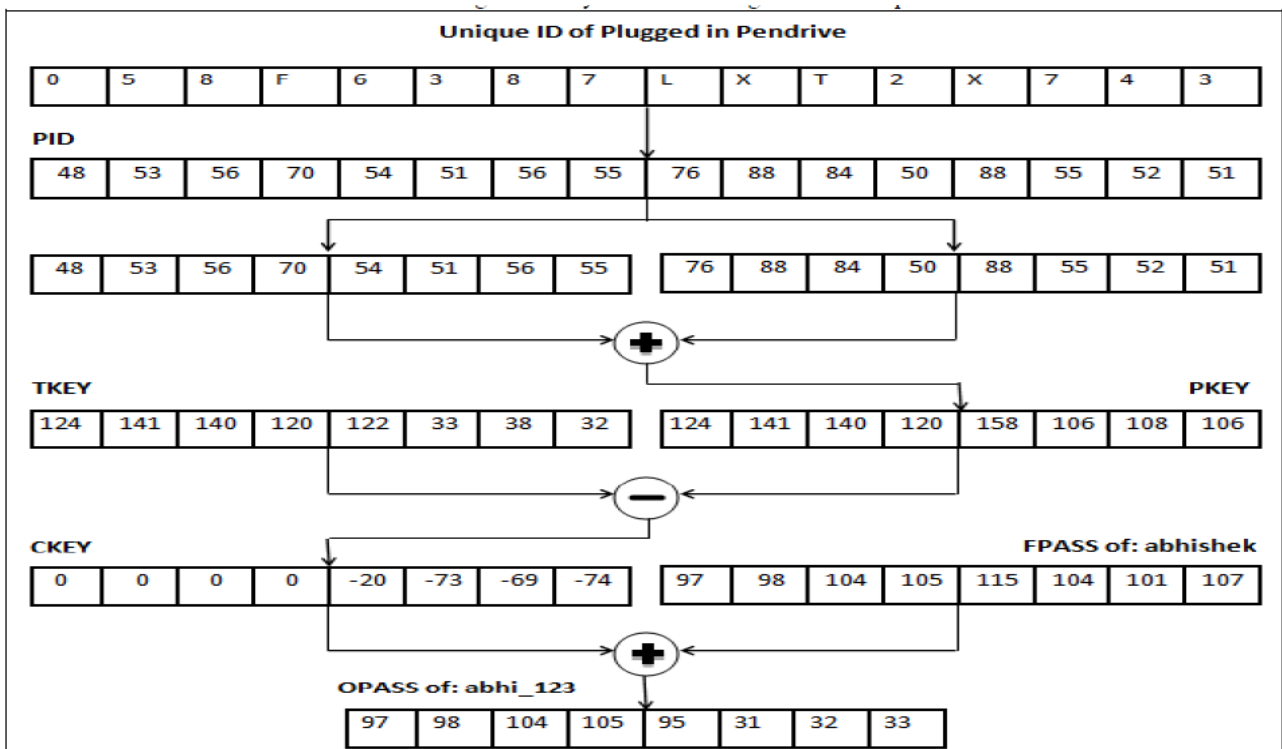 Unique ID of Plugged in Pendrive
0 5 8 F 6 3 8 7 L X T 2 X 7 4 3
PID
48 53 56 70 54 51 56 55 76 88 84 50 88 55 52 51
48 53 56 70 54 51 56 55 76 88 84 50 88 55 52 51
+
TKEY PKEY
124 141 140 120 122 33 38 32 124 141 140 120 158 106 108 106
−
CKEY FPASS of: abhishek
0 0 0 0 -20 -73 -69 -74 97 98 104 105 115 104 101 107
+
OPASS of: abhi_123
97 98 104 105 95 31 32 33